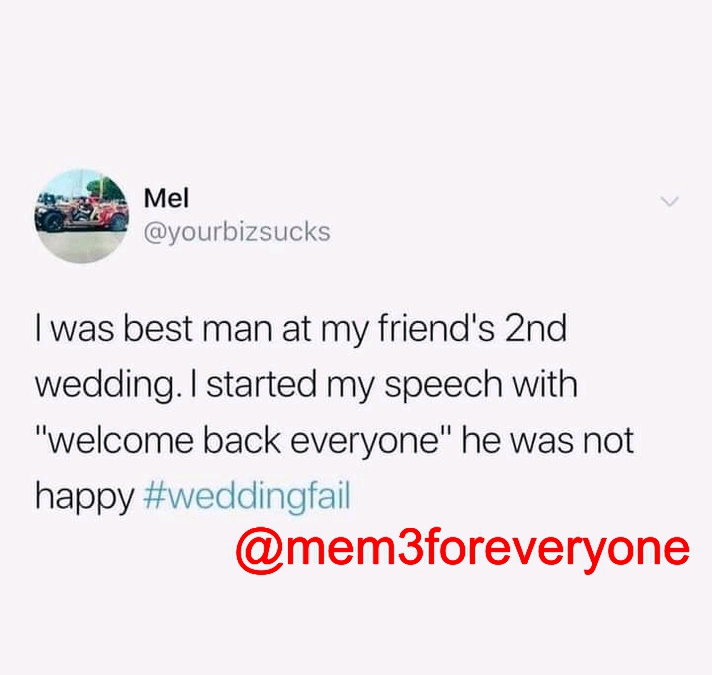 Mel
@yourbizsucks
I was best man at my friend's 2nd
wedding. I started my speech with
"welcome back everyone" he was not
happy #weddingfail
@mem3foreveryone